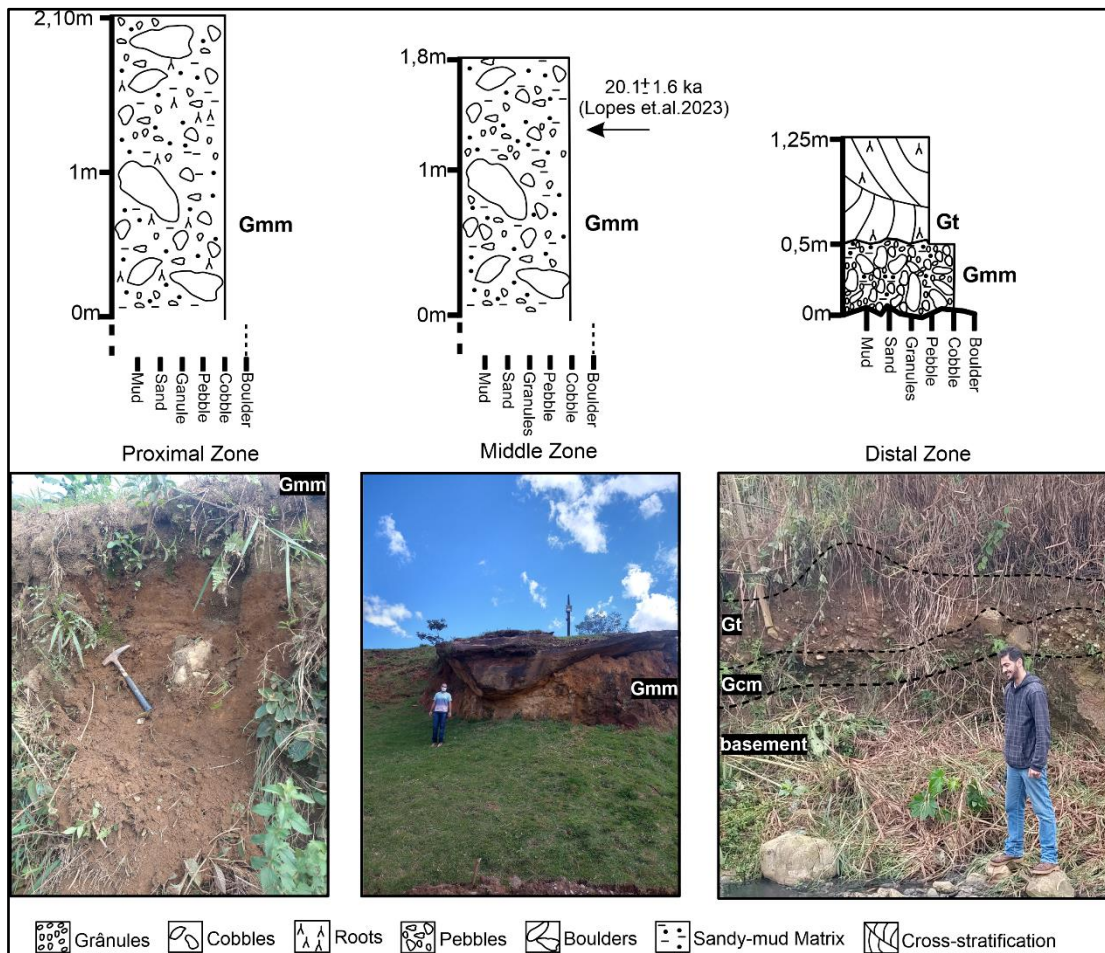 2,10m
1m
0m
Gmm
Mud
Sand
Ganule
Pebble
Cobble
Boulder
Proximal Zone
1,8m
1m
0m
20.1±1.6 ka
(Lopes et.al.2023)
Gmm
Mud
Sand
Granules
Pebble
Cobble
Boulder
Middle Zone
1,25m
0,5m
0m
Gt
Gmm
Mud
Sand
Granules
Pebble
Cobble
Boulder
Distal Zone
Gmm
Gmm
Gt
Gcm
basement
Grânules
Cobbles
Roots
Pebbles
Boulders
Sandy-mud Matrix
Cross-stratification